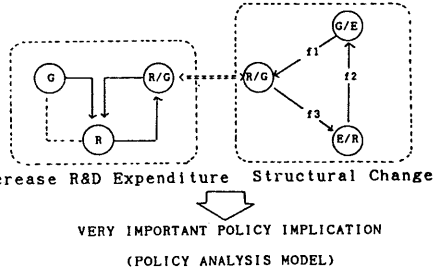 G
R/G
R
R/G
G/E
E/R
f1
f2
f3
crease R&D Expenditure
Structural Change
VERY IMPORTANT POLICY IMPLICATION
(POLICY ANALYSIS MODEL)